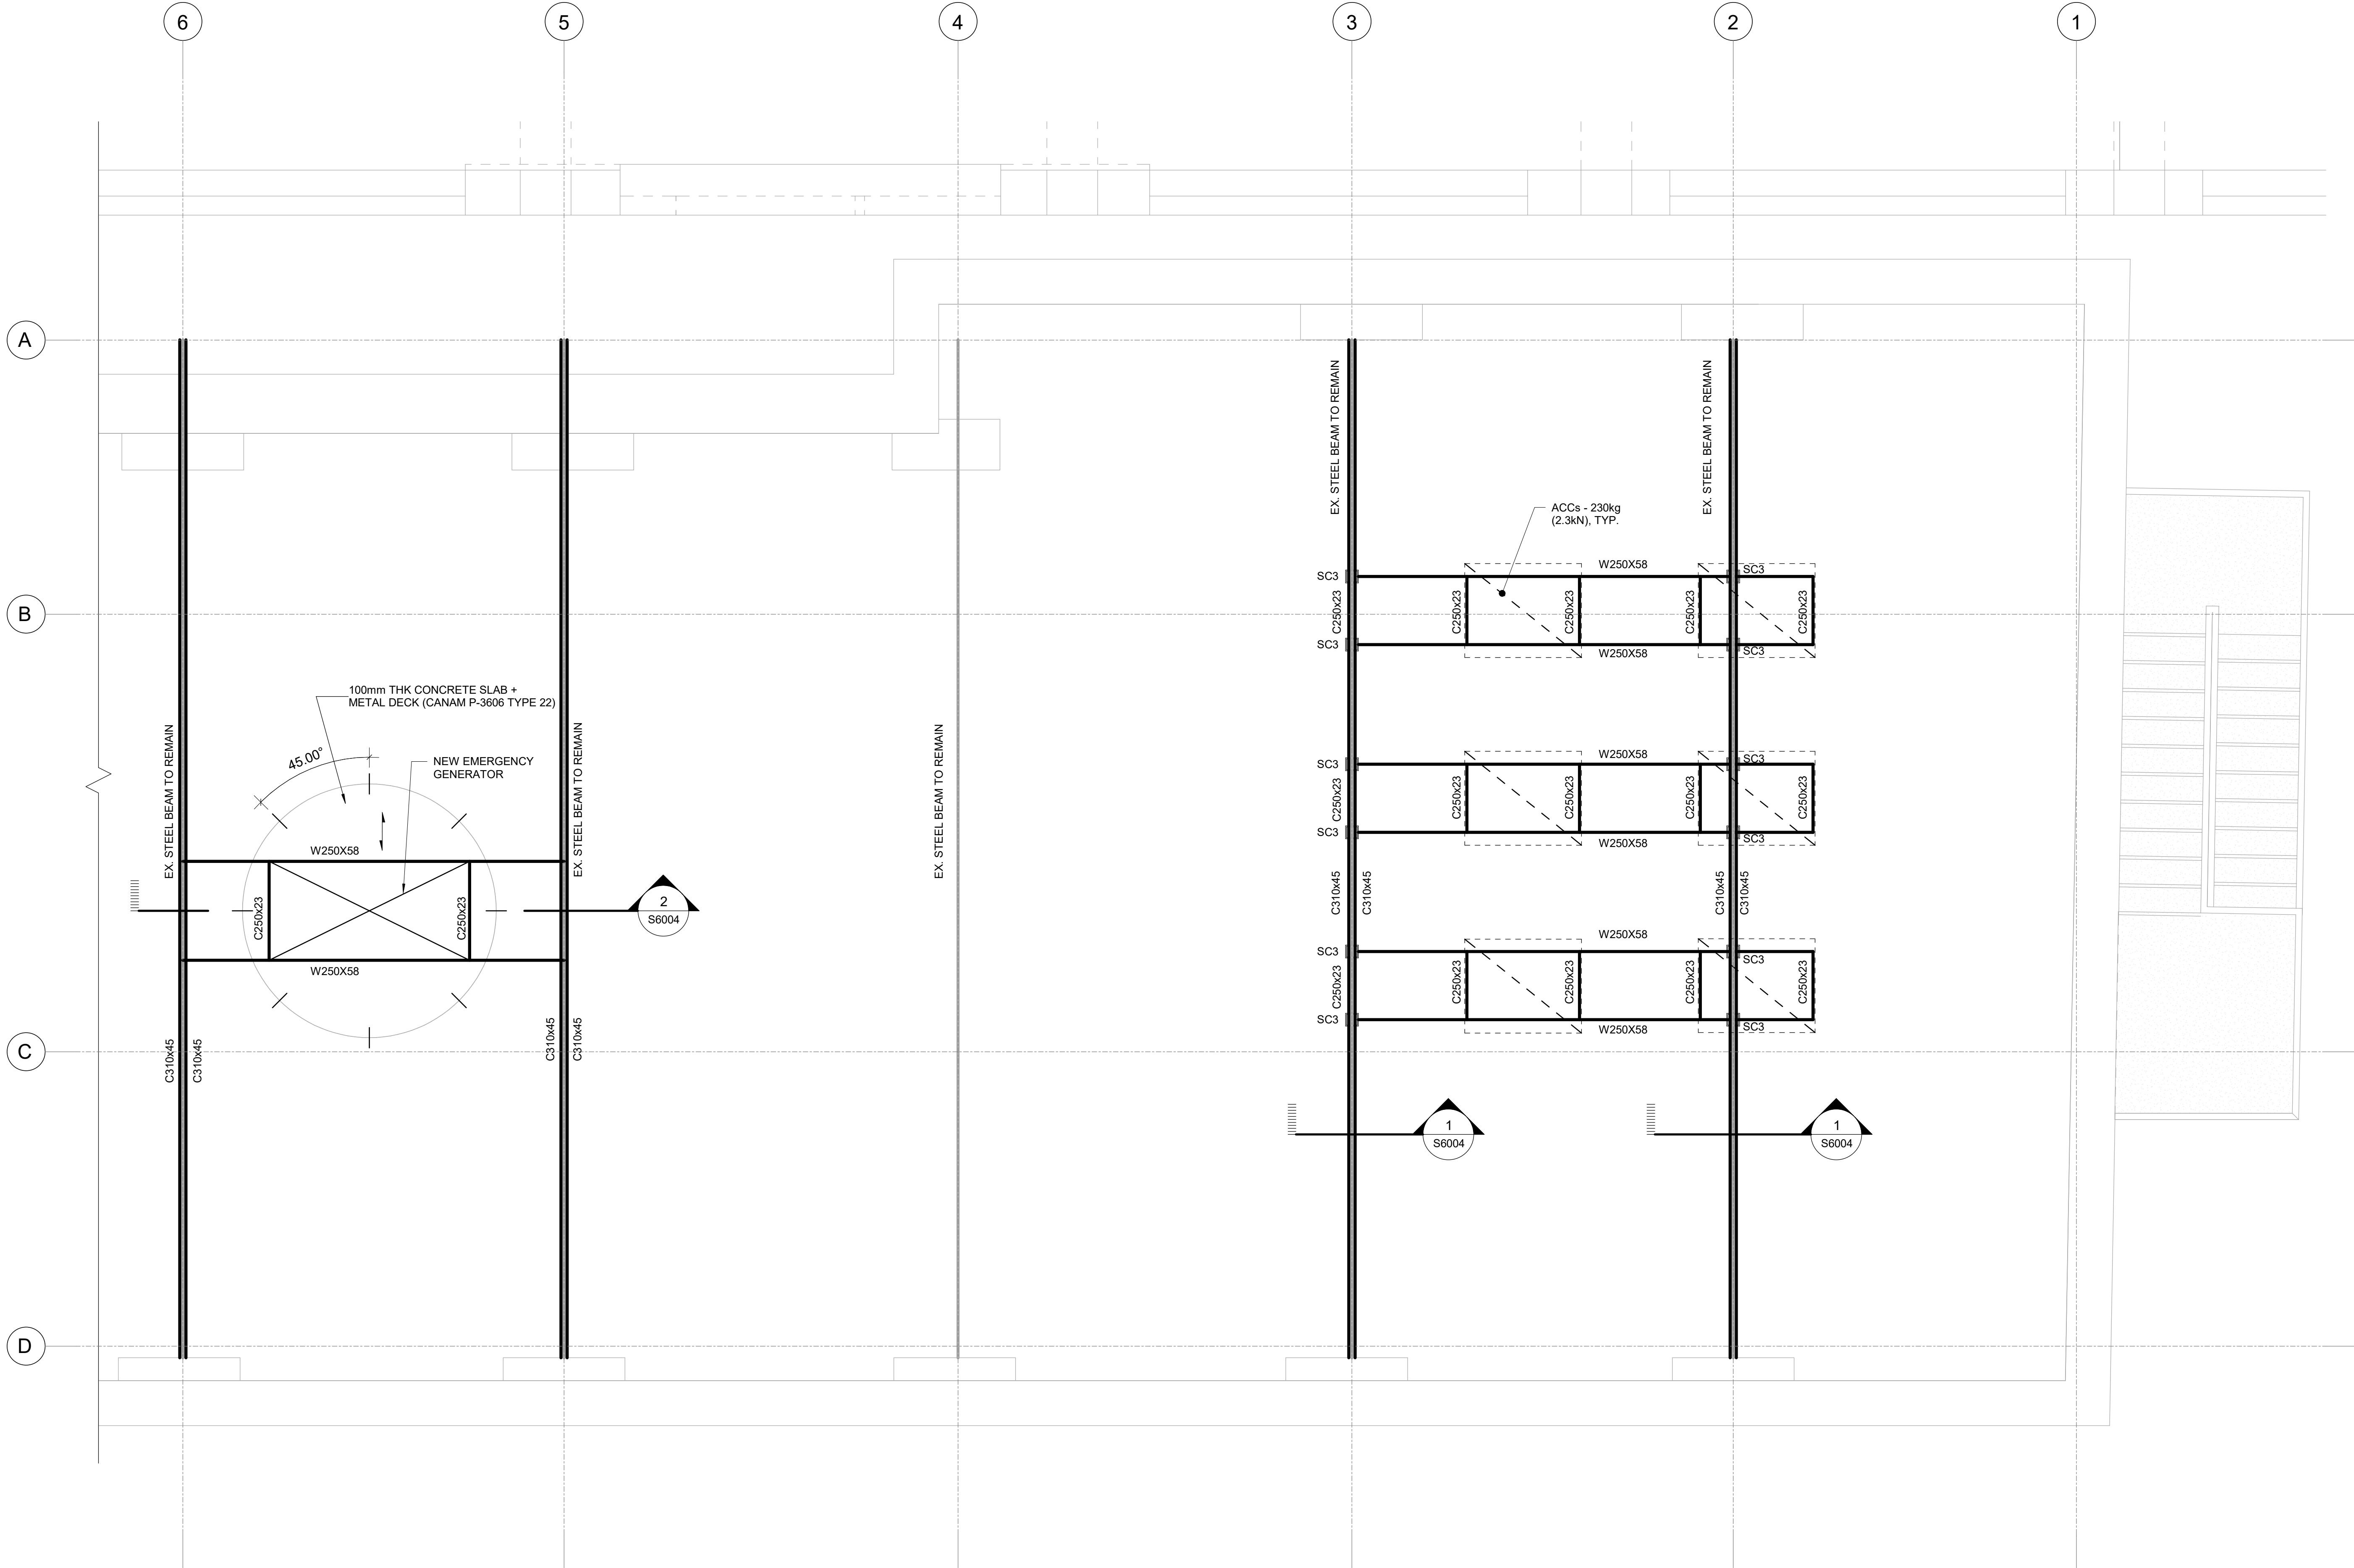 6
5
4
3
2
1
A
EX. STEEL BEAM TO REMAIN
EX. STEEL BEAM TO REMAIN
ACCs - 230kg
(2.3kN), TYP.
W250X58
SC3
SC3
B
C250x23
C250x23
C250x23
C250x23
C250x23
SC3
SC3
W250X58
100mm THK CONCRETE SLAB +
METAL DECK (CANAM P-3606 TYPE 22)
EX. STEEL BEAM TO REMAIN
EX. STEEL BEAM TO REMAIN
EX. STEEL BEAM TO REMAIN
45.00°
NEW EMERGENCY
GENERATOR
W250X58
SC3
SC3
C250x23
C250x23
C250x23
C250x23
C250x23
SC3
SC3
W250X58
W250X58
C250x23
C250x23
2
S6004
C310x45
C310x45
C310x45
C310x45
W250X58
W250X58
SC3
SC3
C250x23
C250x23
C250x23
C250x23
C250x23
SC3
SC3
W250X58
C
C310x45
C310x45
C310x45
C310x45
1
S6004
1
S6004
D